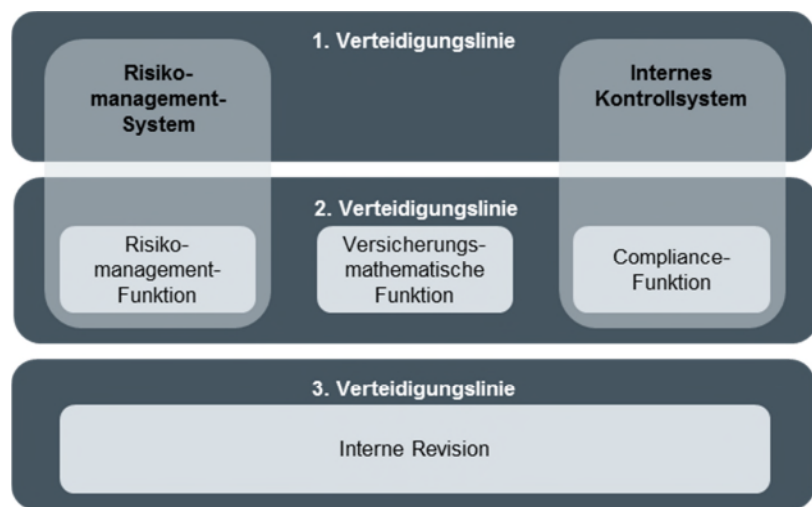 1. Verteidigungslinie
Risiko-
management-
System
Internes
Kontrollsystem
2. Verteidigungslinie
Risiko-
management-
Funktion
Versicherungs-
mathematische
Funktion
Compliance-
Funktion
3. Verteidigungslinie
Interne Revision